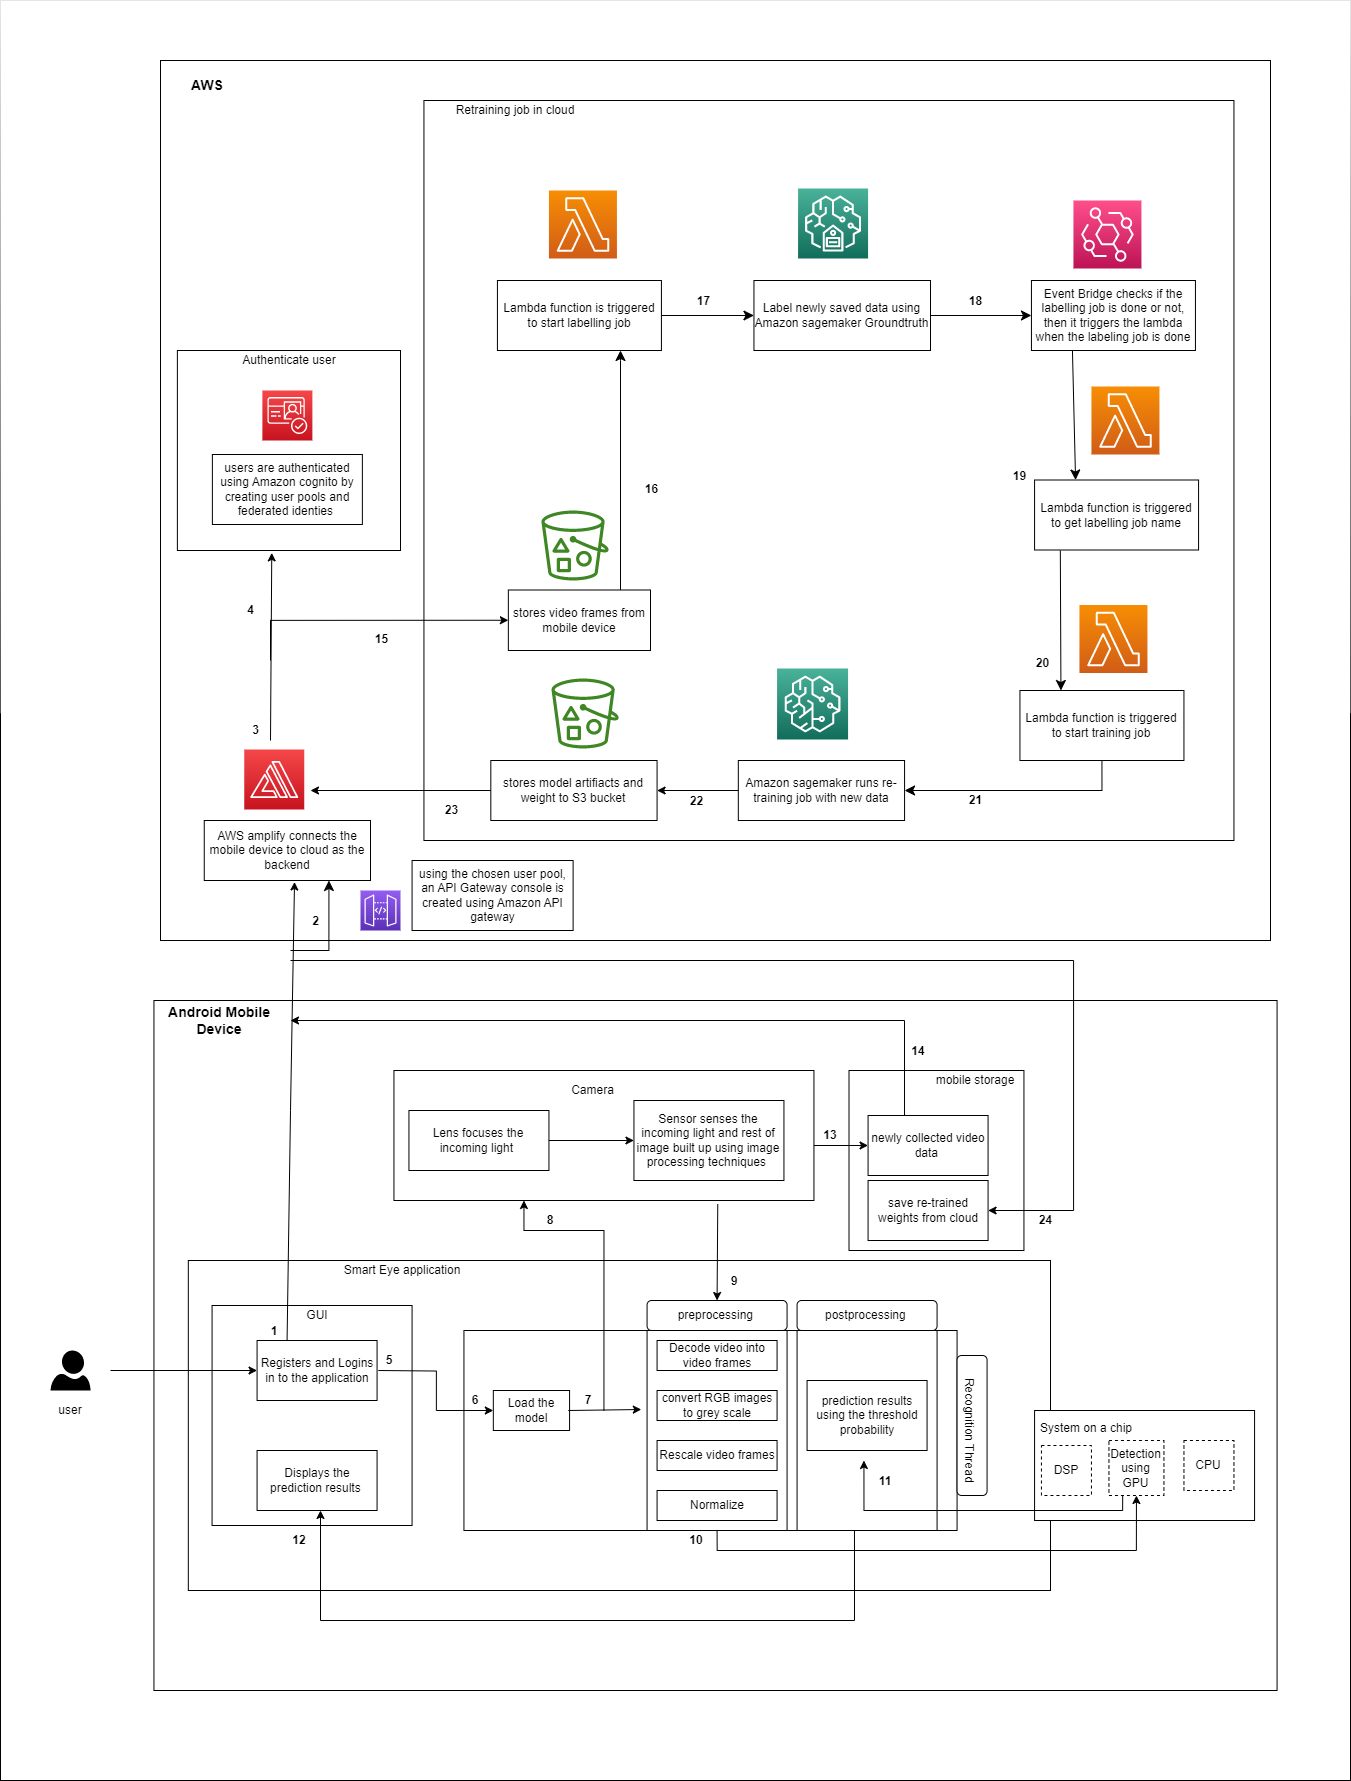 AWS
Retraining job in cloud
Lambda function is triggered
to start labelling job
17
Label newly saved data using
Amazon sagemaker Groundtruth
18
Event Bridge checks if the
labelling job is done or not,
then it triggers the lambda
when the labeling job is done
Authenticate user
users are authenticated
using Amazon cognito by
creating user pools and
federated identies
16
19
Lambda function is triggered
to get labelling job name
4
15
stores video frames from
mobile device
20
Lambda function is triggered
to start training job
3
stores model artifiacts and
weight to S3 bucket
Amazon sagemaker runs re-
training job with new data
23
22
21
AWS amplify connects the
mobile device to cloud as the
backend
2
using the chosen user pool,
an API Gateway console is
created using Amazon API
gateway
Android Mobile
Device
14
Camera
mobile storage
Lens focuses the
incoming light
Sensor senses the
incoming light and rest of
image built up using image
processing techniques
13
newly collected video
data
save re-trained
weights from cloud
24
8
9
Smart Eye application
GUI
1
Registers and Logins
in to the application
5
user
6
Load the
model
7
preprocessing
postprocessing
Decode video into
video frames
convert RGB images
to grey scale
Rescale video frames
Normalize
prediction results
using the threshold
probability
11
Recognition Thread
System on a chip
DSP
Detection
using
GPU
CPU
Displays the
prediction results
12
10